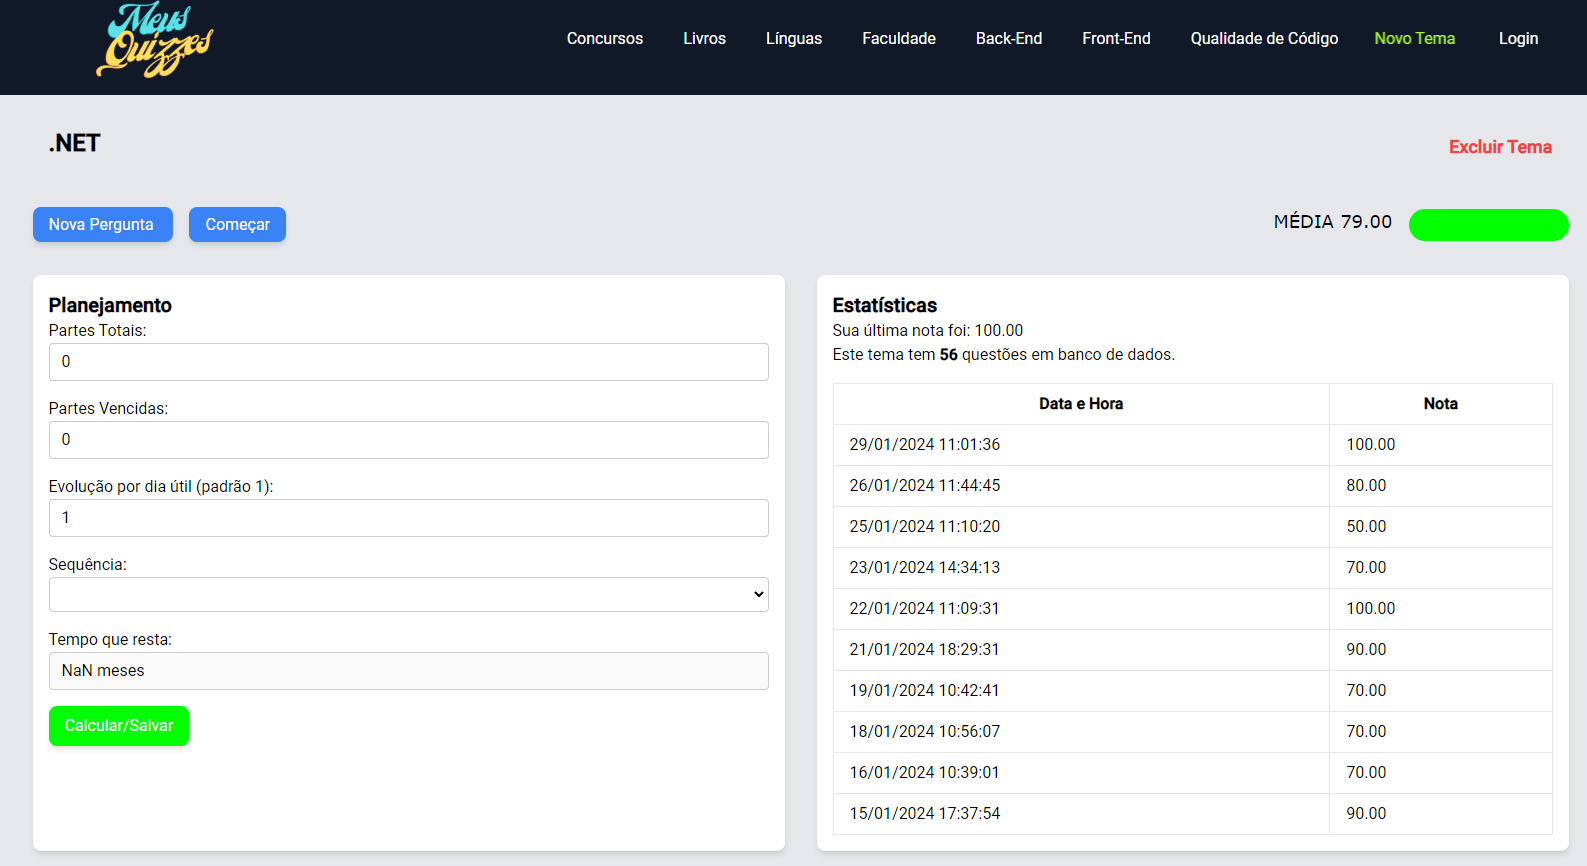 Meus
Quizzes
Concursos Livros Línguas Faculdade Back-End Front-End Qualidade de Código Novo Tema Login
.NET
Excluir Tema
Nova Pergunta Começar
MÉDIA 79.00
Planejamento
Partes Totais:
0
Partes Vencidas:
0
Evolução por dia útil (padrão 1):
1
Sequência:
Tempo que resta:
NaN meses
Calcular/Salvar
Estatísticas
Sua última nota foi: 100.00
Este tema tem 56 questões em banco de dados.
Data e Hora Nota
29/01/2024 11:01:36 100.00
26/01/2024 11:44:45 80.00
25/01/2024 11:10:20 50.00
23/01/2024 14:34:13 70.00
22/01/2024 11:09:31 100.00
21/01/2024 18:29:31 90.00
19/01/2024 10:42:41 70.00
18/01/2024 10:56:07 70.00
16/01/2024 10:39:01 70.00
15/01/2024 17:37:54 90.00